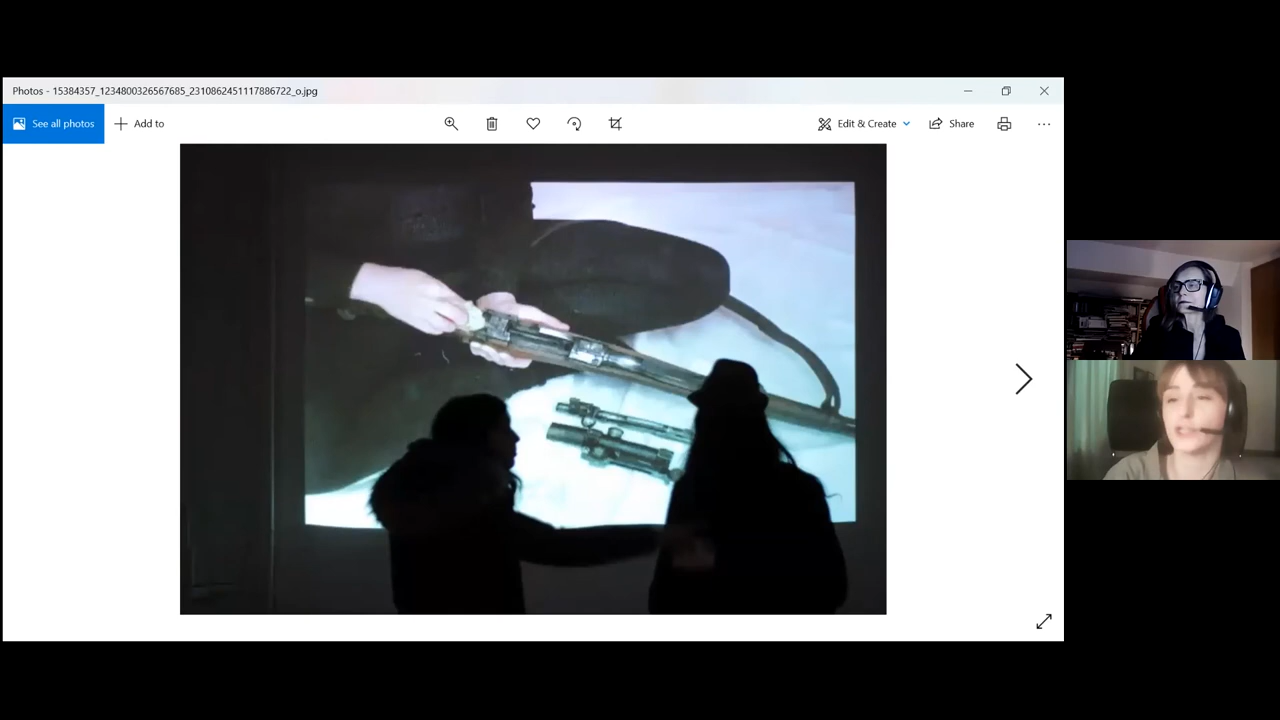 Photos - 15384357_1234800326567685_2310862451117886722_o.jpg
See all photos
Add to
Edit & Create
Share